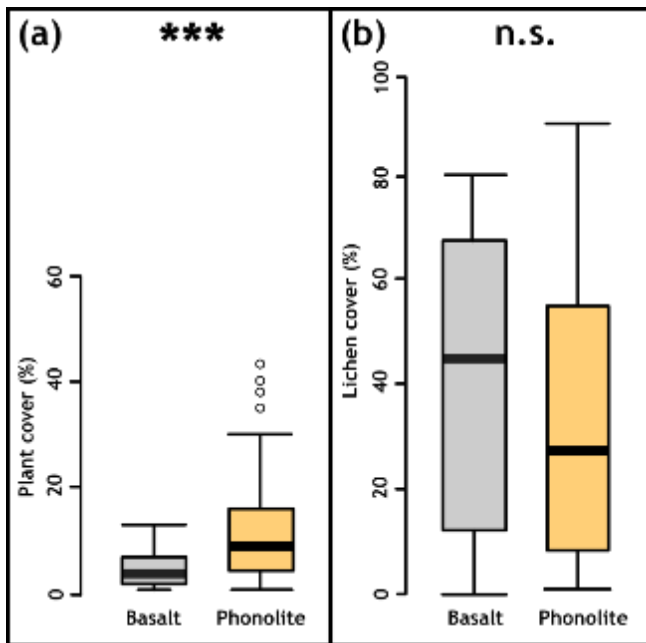 (a) ***
Plant cover (%)
60
40
20
0
Basalt Phonolite
(b) n.s.
Lichen cover (%)
100
80
60
40
20
0
Basalt Phonolite